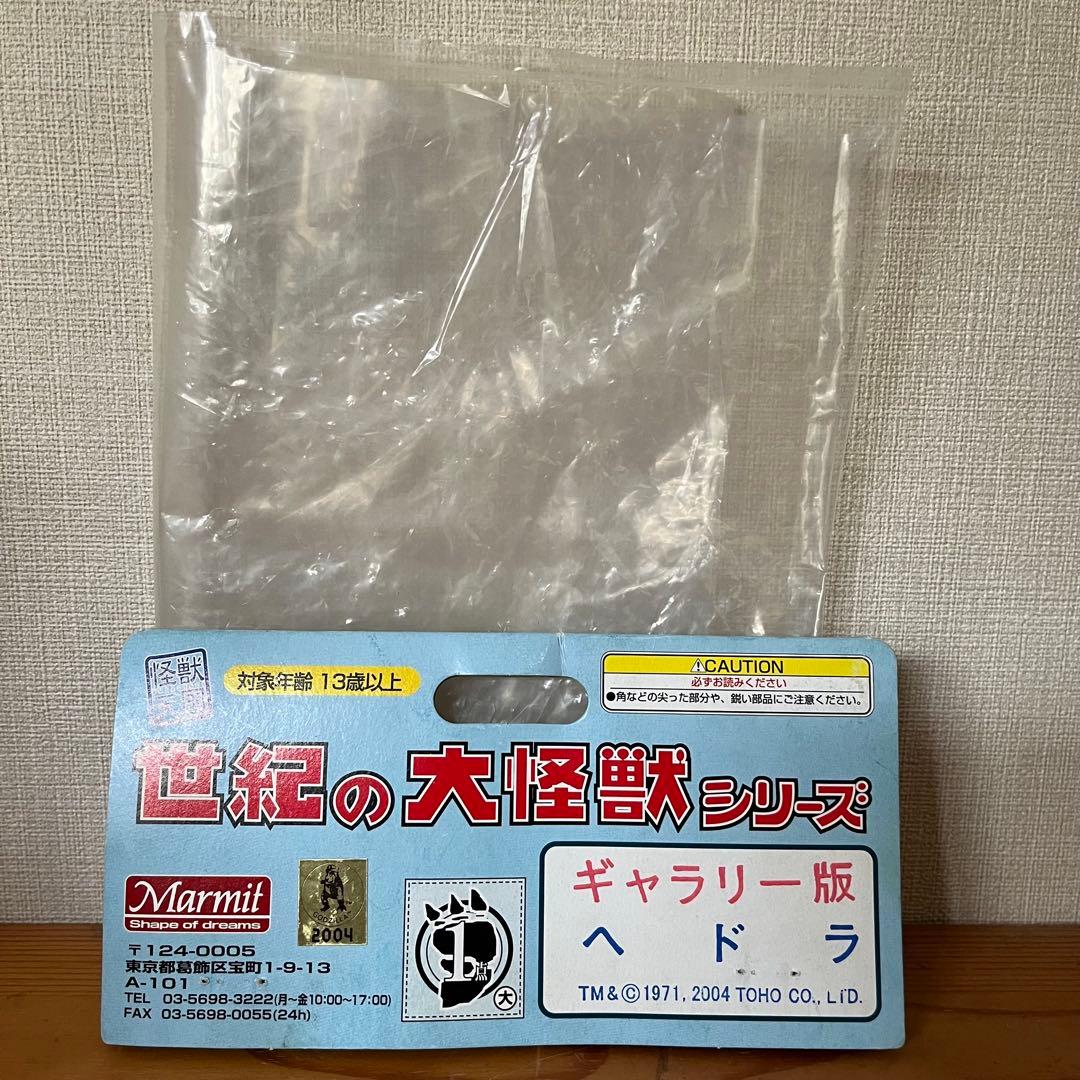 怪獣
対象年齢 13歳以上
⚠CAUTION
必ずお読みください
●角などの尖った部分や、鋭い部品にご注意ください。
世紀の大怪獣シリーズ
Marmit
Shape of dreams
〒124-0005
東京都葛飾区宝町1-9-13
A-101
TEL 03-5698-3222(月~金10:00~17:00)
FAX 03-5698-0055(24h)
GODZILLA
2004
1点
大
ギャラリー版
ヘドラ
TM&©1971, 2004 TOHO CO., LTD.